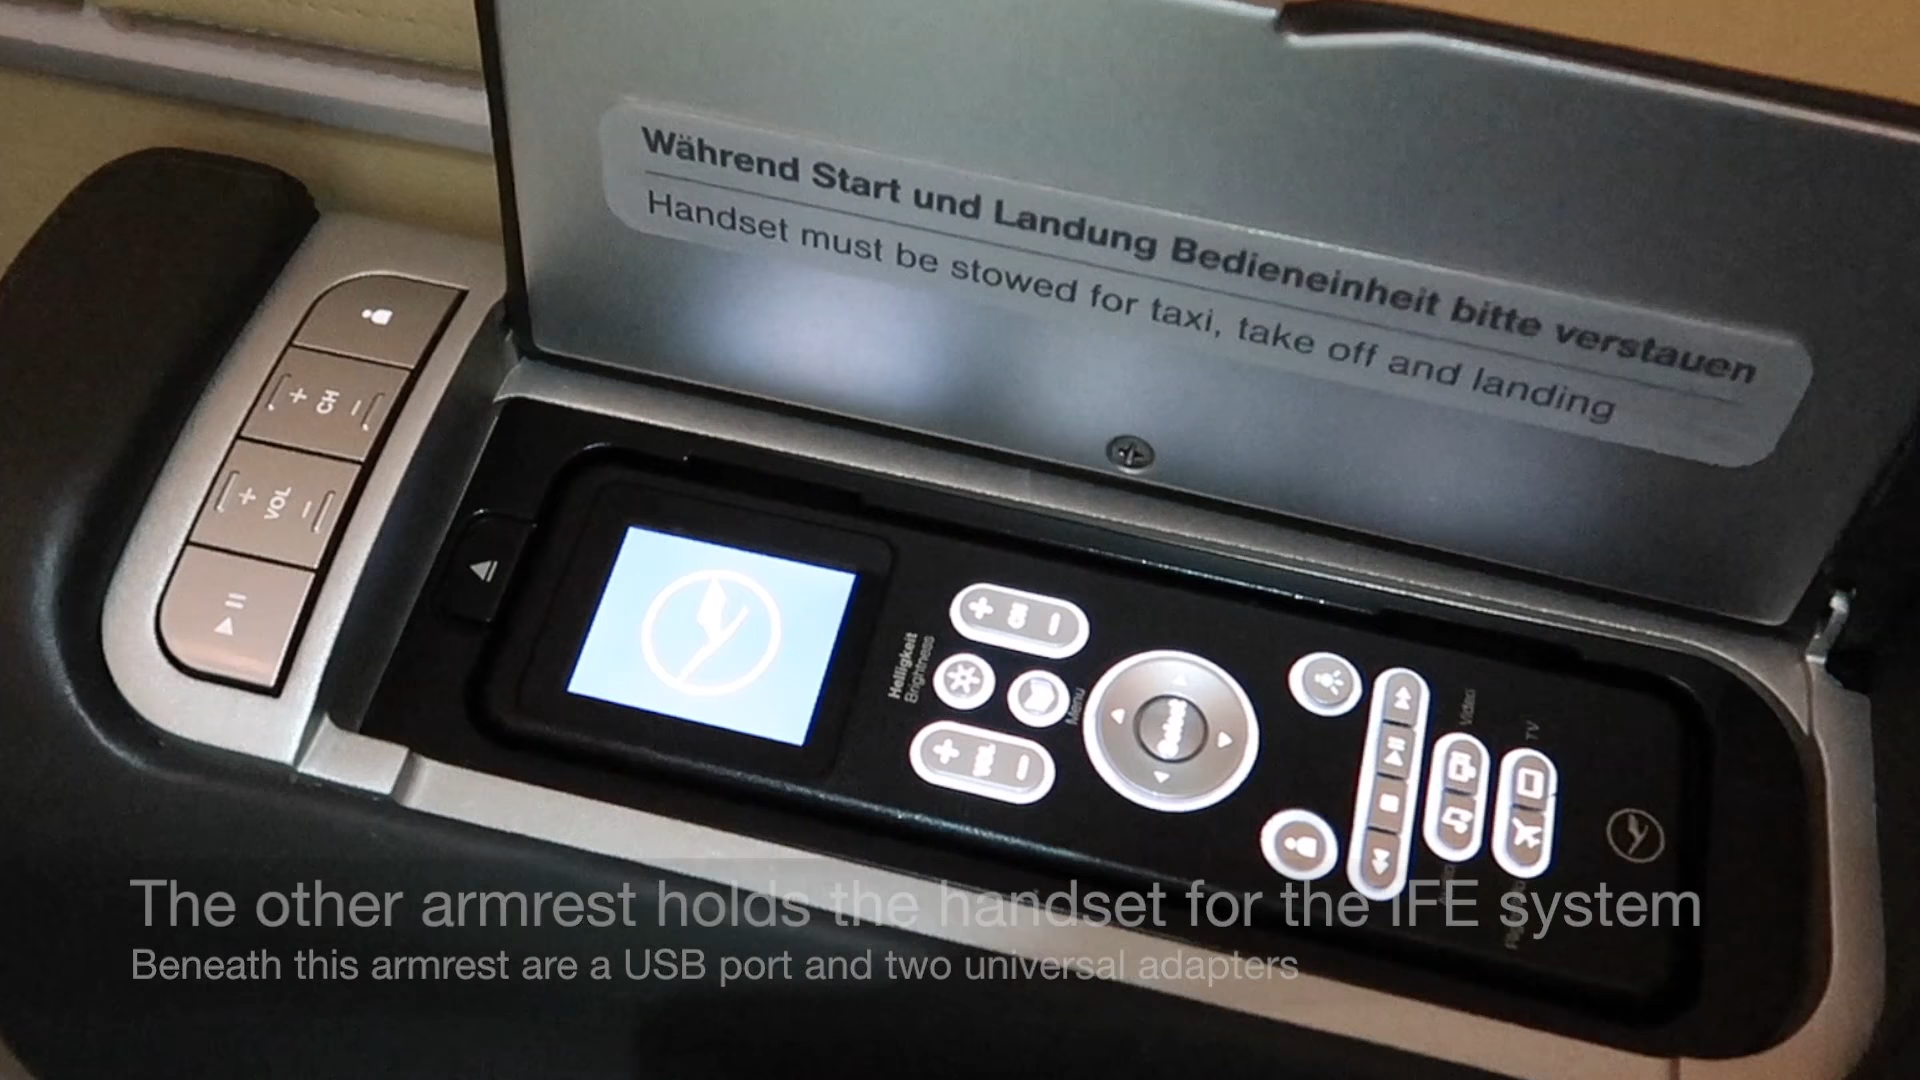 Während Start und Landung Bedieneinheit bitte verstauen
Handset must be stowed for taxi, take off and landing
+ CH −
+ VOL −
Helligkeit
Brightness
+ CH −
Menu
+ VOL −
Select
Video
TV
The other armrest holds the handset for the IFE system
Beneath this armrest are a USB port and two universal adapters